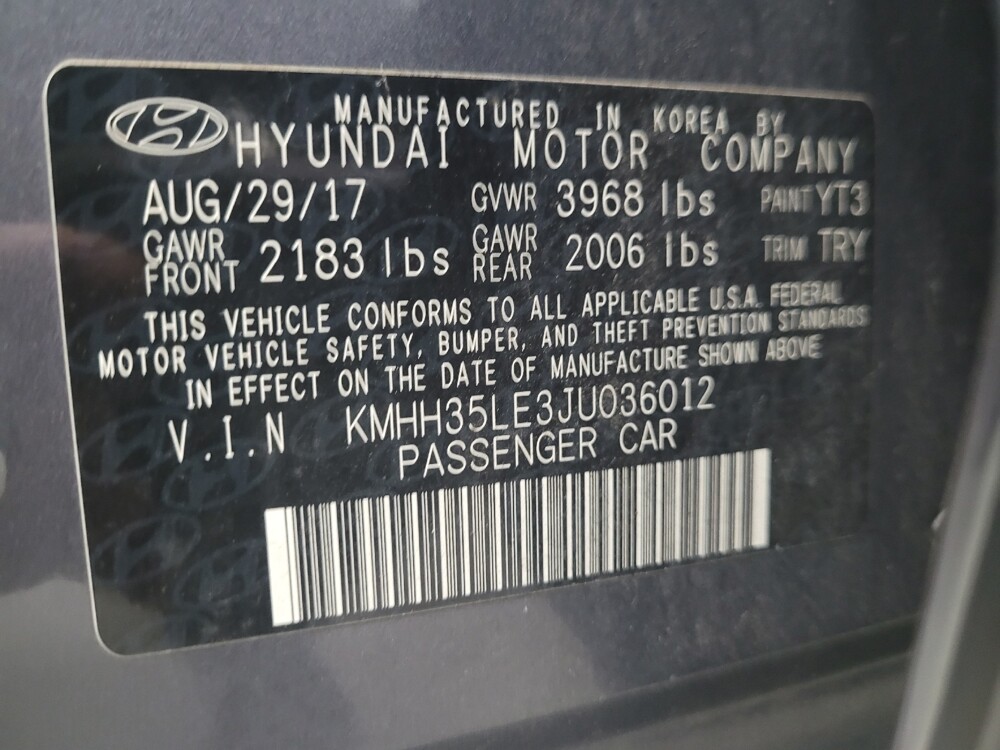 MANUFACTURED IN KOREA BY
HYUNDAI MOTOR COMPANY
AUG/29/17 GVWR 3968 lbs PAINT YT3
GAWR FRONT 2183 lbs GAWR REAR 2006 lbs TRIM TRY
THIS VEHICLE CONFORMS TO ALL APPLICABLE U.S.A. FEDERAL
MOTOR VEHICLE SAFETY, BUMPER, AND THEFT PREVENTION STANDARDS
IN EFFECT ON THE DATE OF MANUFACTURE SHOWN ABOVE
V.I.N KMHH35LE3JU036012
PASSENGER CAR